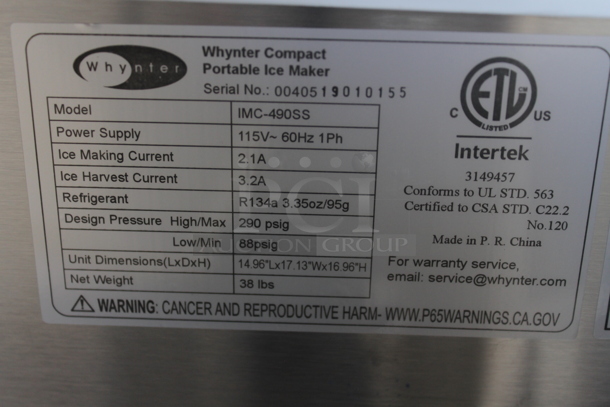 Whynter
Whynter Compact
Portable Ice Maker
Serial No.: 0040519010155
Model IMC-490SS
Power Supply 115V~ 60Hz 1Ph
Ice Making Current 2.1A
Ice Harvest Current 3.2A
Refrigerant R134a 3.35oz/95g
Design Pressure High/Max 290 psig
Low/Min 88psig
Unit Dimensions(LxDxH) 14.96"Lx17.13"Wx16.96"H
Net Weight 38 lbs
C ETL CM US
LISTED
Intertek
3149457
Conforms to UL STD. 563
Certified to CSA STD. C22.2
No.120
Made in P. R. China
For warranty service,
email: service@whynter.com
WARNING: CANCER AND REPRODUCTIVE HARM- WWW.P65WARNINGS.CA.GOV
PCI
AUCTION GROUP